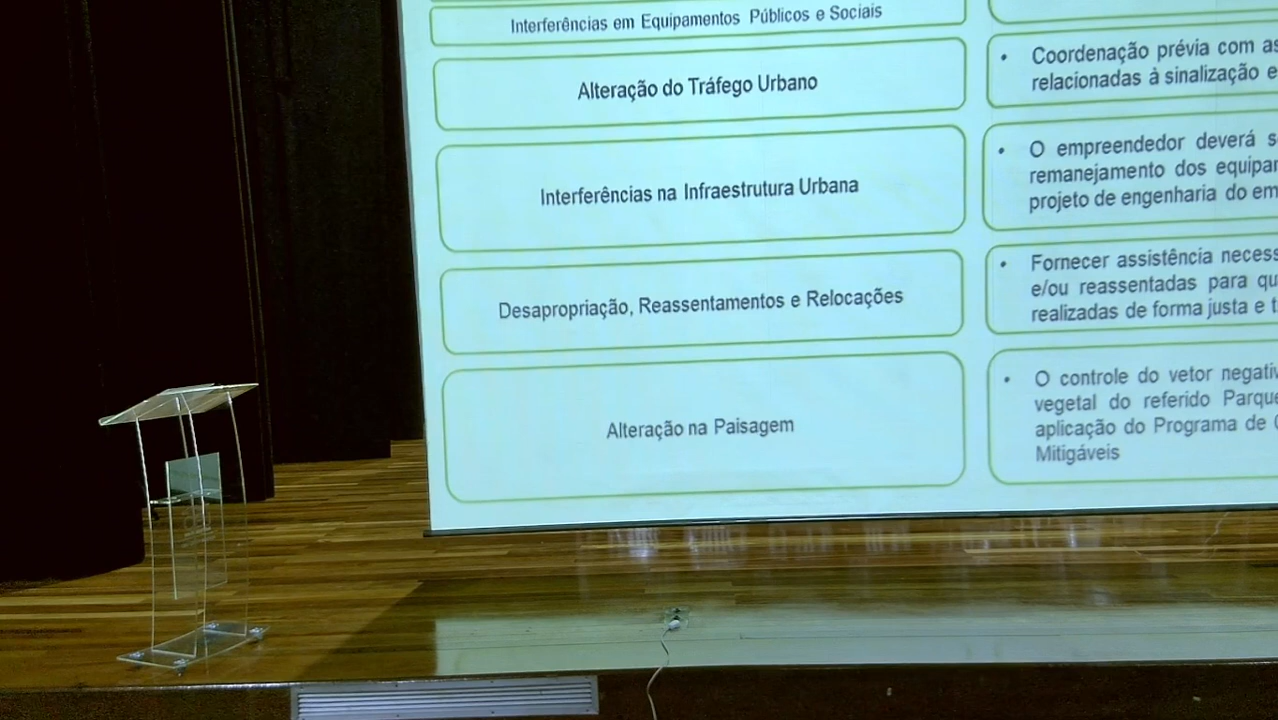 Interferências em Equipamentos Públicos e Sociais
Alteração do Tráfego Urbano
• Coordenação prévia com as
relacionadas à sinalização e
Interferências na Infraestrutura Urbana
• O empreendedor deverá
remanejamento dos
projeto de engenharia do
Desapropriação, Reassentamentos e Relocações
• Fornecer assistência
e/ou reassentadas para
realizadas de forma justa e
Alteração na Paisagem
• O controle do vetor
vegetal do referido
aplicação do Programa de
Mitigáveis